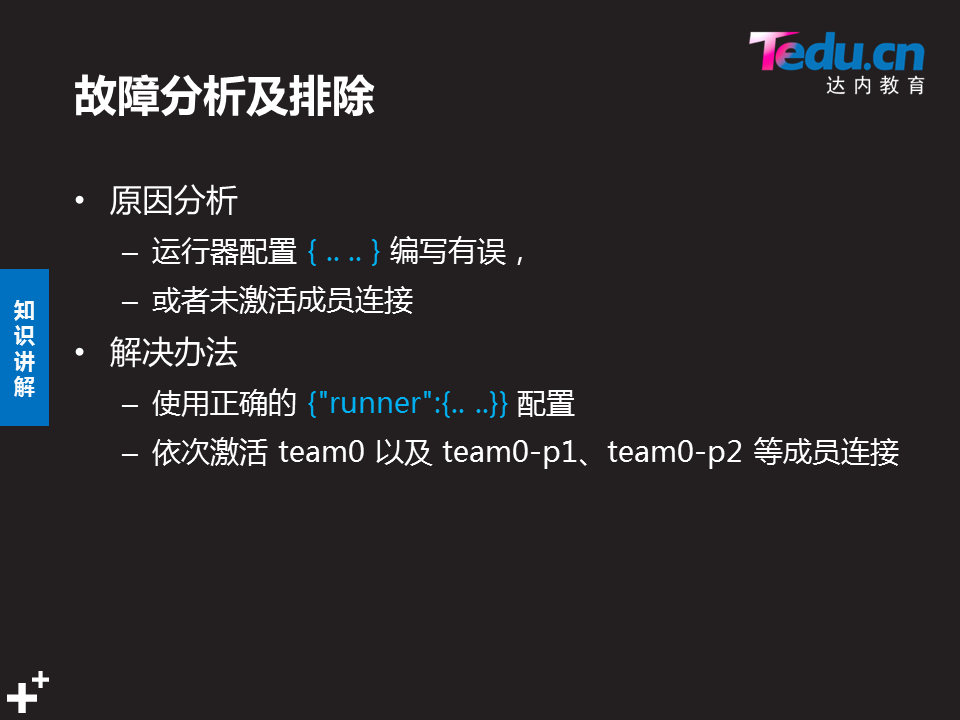 Tedu.cn
达内教育
故障分析及排除
• 原因分析
– 运行器配置 { .. .. } 编写有误，
– 或者未激活成员连接
• 解决办法
– 使用正确的 {"runner":{.. ..}} 配置
– 依次激活 team0 以及 team0-p1、team0-p2 等成员连接
知
识
讲
解